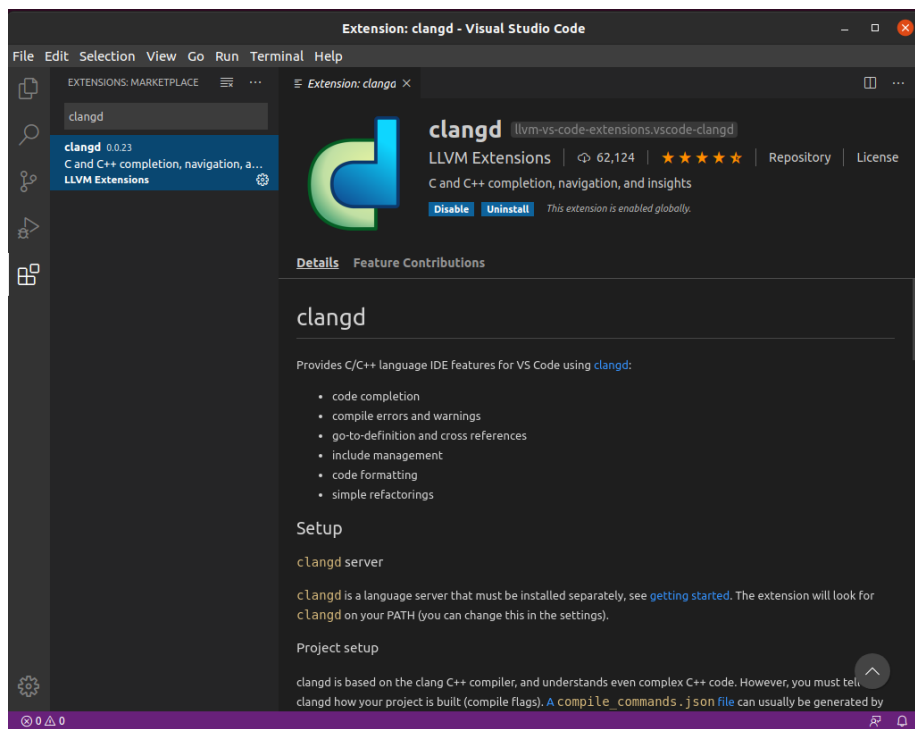 Extension: clangd - Visual Studio Code
File Edit Selection View Go Run Terminal Help
EXTENSIONS: MARKETPLACE
Extension: clangd
clangd
clangd 0.0.23
C and C++ completion, navigation, a...
LLVM Extensions
clangd llvm-vs-code-extensions.vscode-clangd
LLVM Extensions 62,124 Repository License
C and C++ completion, navigation, and insights
Disable Uninstall This extension is enabled globally.
Details Feature Contributions
clangd
Provides C/C++ language IDE features for VS Code using clangd:
• code completion
• compile errors and warnings
• go-to-definition and cross references
• include management
• code formatting
• simple refactorings
Setup
clangd server
clangd is a language server that must be installed separately, see getting started. The extension will look for
clangd on your PATH (you can change this in the settings).
Project setup
clangd is based on the clang C++ compiler, and understands even complex C++ code. However, you must tell
clangd how your project is built (compile flags). A compile_commands.json file can usually be generated by
0 0